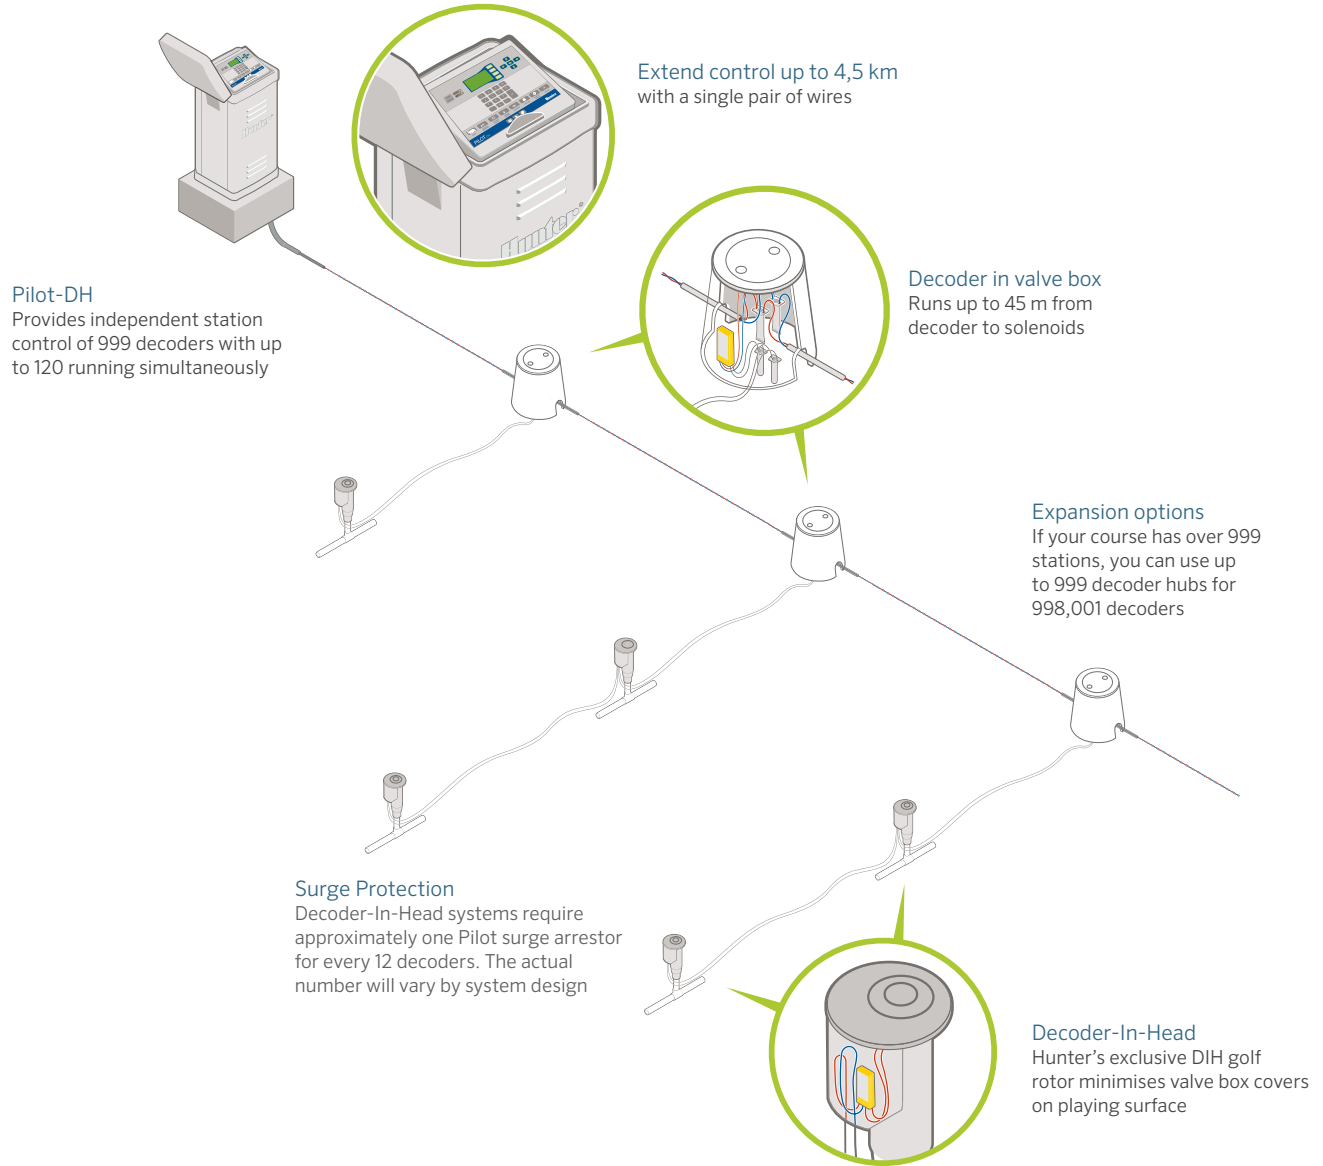 Extend control up to 4,5 km
with a single pair of wires
Hunter
PILOT
Hunter
Pilot-DH
Provides independent station
control of 999 decoders with up
to 120 running simultaneously
Decoder in valve box
Runs up to 45 m from
decoder to solenoids
Expansion options
If your course has over 999
stations, you can use up
to 999 decoder hubs for
998,001 decoders
Surge Protection
Decoder-In-Head systems require
approximately one Pilot surge arrestor
for every 12 decoders. The actual
number will vary by system design
Decoder-In-Head
Hunter’s exclusive DIH golf
rotor minimises valve box covers
on playing surface